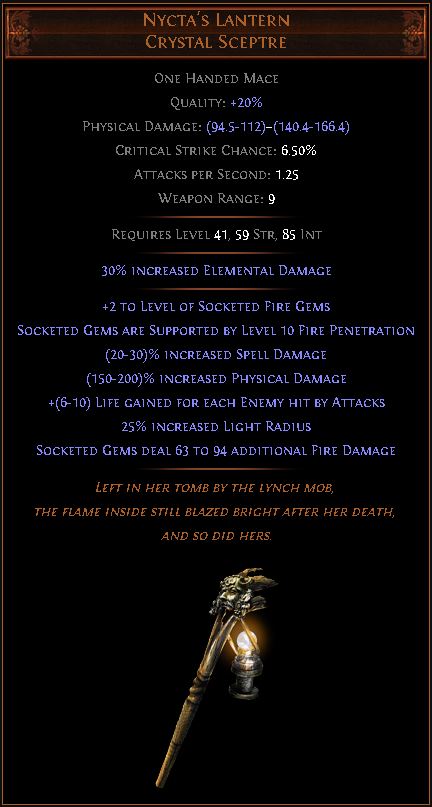 Nycta's Lantern
Crystal Sceptre
One Handed Mace
Quality: +20%
Physical Damage: (94.5-112)–(140.4-166.4)
Critical Strike Chance: 6.50%
Attacks per Second: 1.25
Weapon Range: 9
Requires Level 41, 59 Str, 85 Int
30% increased Elemental Damage
+2 to Level of Socketed Fire Gems
Socketed Gems are Supported by Level 10 Fire Penetration
(20-30)% increased Spell Damage
(150-200)% increased Physical Damage
+(6-10) Life gained for each Enemy hit by Attacks
25% increased Light Radius
Socketed Gems deal 63 to 94 additional Fire Damage
Left in her tomb by the lynch mob,
the flame inside still blazed bright after her death,
and so did hers.